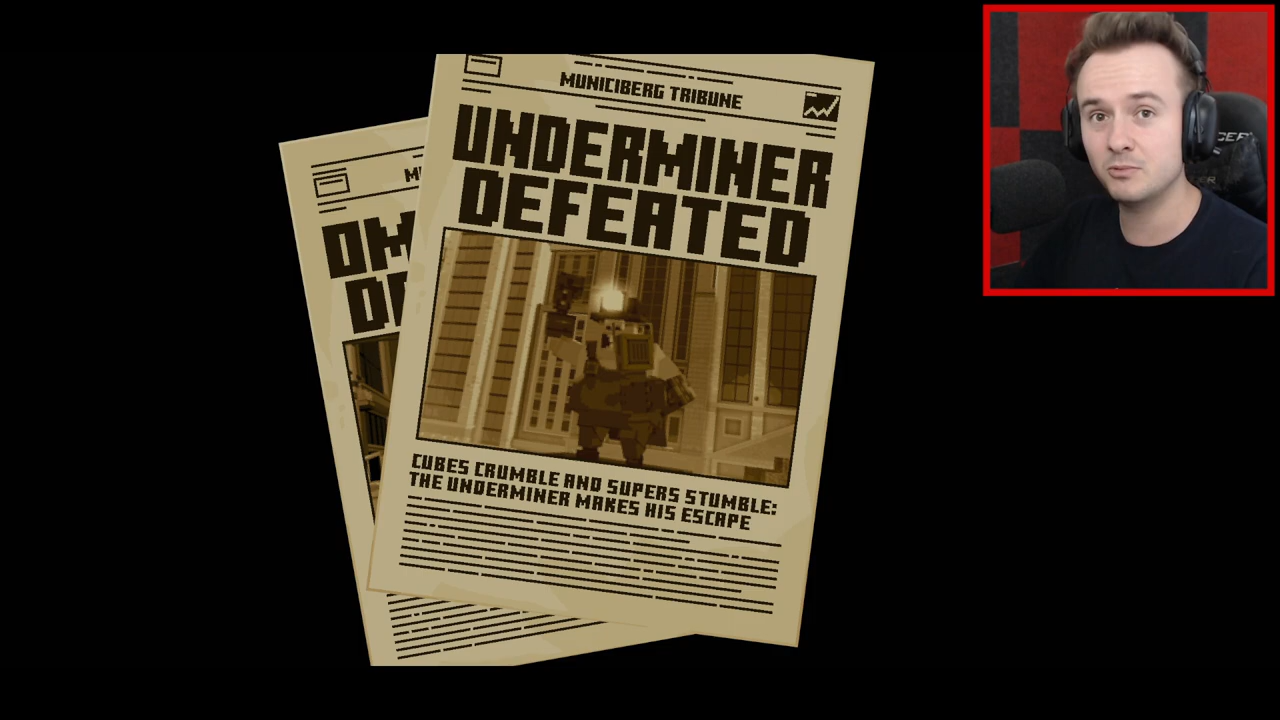 MUNICIBERG TRIBUNE
UNDERMINER
DEFEATED
CUBES CRUMBLE AND SUPERS STUMBLE:
THE UNDERMINER MAKES HIS ESCAPE